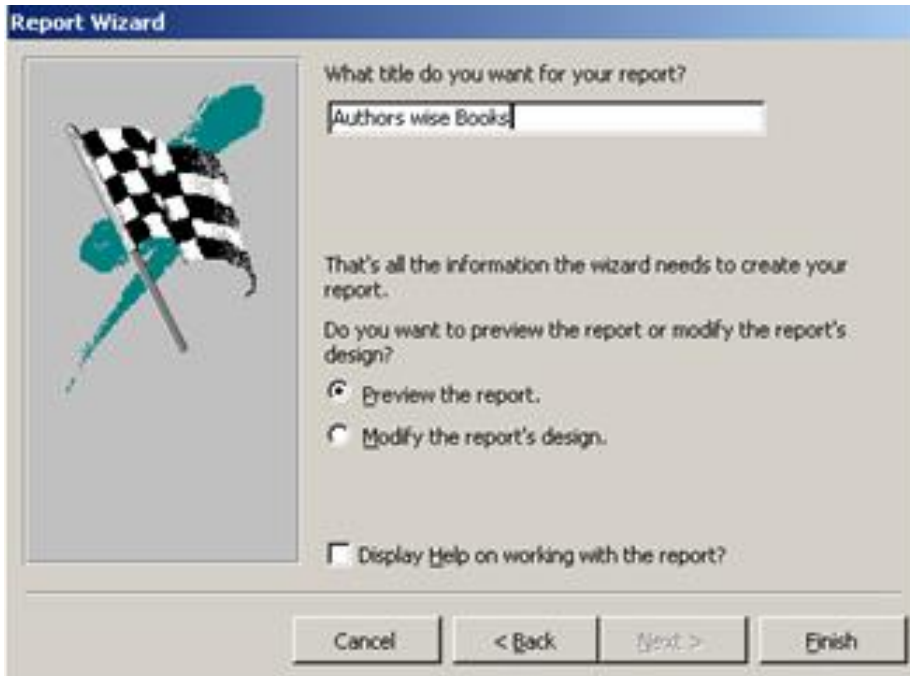 Report Wizard
What title do you want for your report?
Authors wise Books
That's all the information the wizard needs to create your
report.
Do you want to preview the report or modify the report's
design?
Preview the report.
Modify the report's design.
Display Help on working with the report?
Cancel
< Back
Next >
Finish